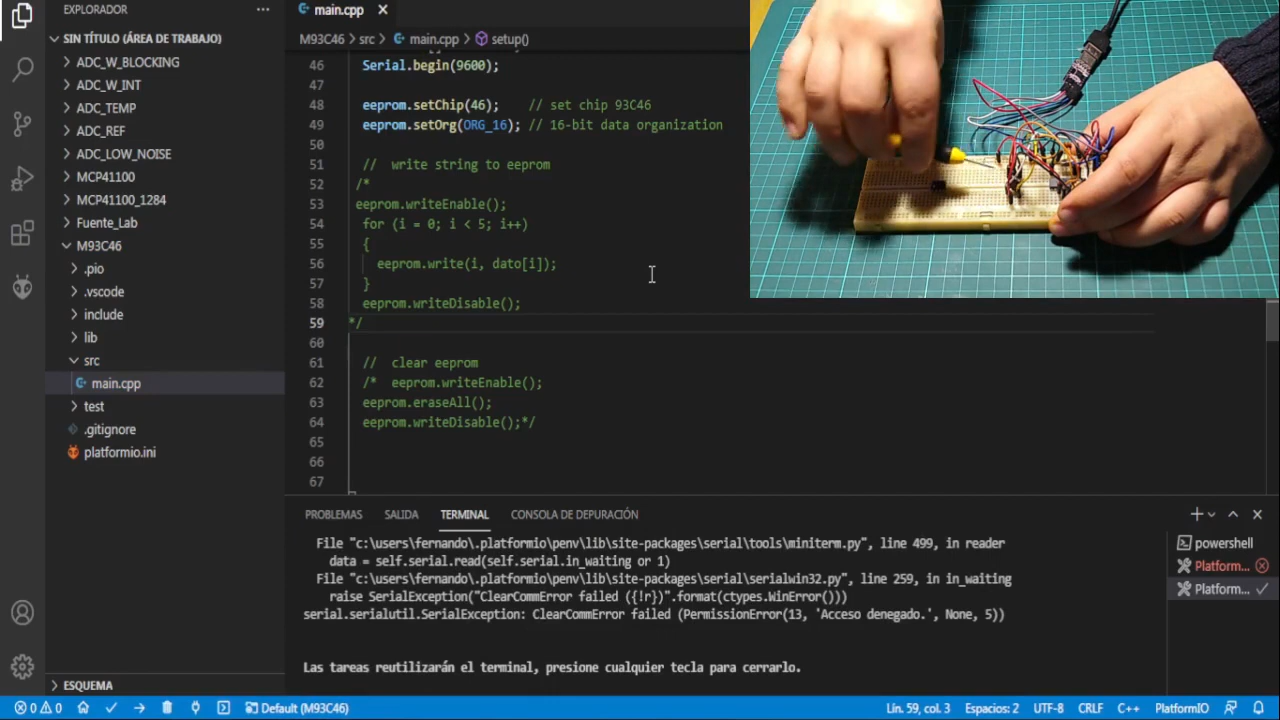 EXPLORADOR
SIN TÍTULO (ÁREA DE TRABAJO)
ADC_W_BLOCKING
ADC_W_INT
ADC_TEMP
ADC_REF
ADC_LOW_NOISE
MCP41100
MCP41100_1284
Fuente_Lab
M93C46
.pio
.vscode
include
lib
src
main.cpp
test
.gitignore
platformio.ini
ESQUEMA
main.cpp
M93C46 > src > main.cpp > setup()
46 Serial.begin(9600);
47
48 eeprom.setChip(46); // set chip 93C46
49 eeprom.setOrg(ORG_16); // 16-bit data organization
50
51 // write string to eeprom
52 /*
53 eeprom.writeEnable();
54 for (i = 0; i < 5; i++)
55 {
56 eeprom.write(i, dato[i]);
57 }
58 eeprom.writeDisable();
59 */
60
61 // clear eeprom
62 /* eeprom.writeEnable();
63 eeprom.eraseAll();
64 eeprom.writeDisable();*/
65
66
67
PROBLEMAS SALIDA TERMINAL CONSOLA DE DEPURACIÓN
File "c:\users\fernando\.platformio\penv\lib\site-packages\serial\tools\miniterm.py", line 499, in reader
data = self.serial.read(self.serial.in_waiting or 1)
File "c:\users\fernando\.platformio\penv\lib\site-packages\serial\serialwin32.py", line 259, in in_waiting
raise SerialException("ClearCommError failed ({!r})".format(ctypes.WinError()))
serial.serialutil.SerialException: ClearCommError failed (PermissionError(13, 'Acceso denegado.', None, 5))
Las tareas reutilizarán el terminal, presione cualquier tecla para cerrarlo.
powershell
Platform...
Platform...
0 0 Default (M93C46) Lín. 59, col. 3 Espacios: 2 UTF-8 CRLF C++ PlatformIO